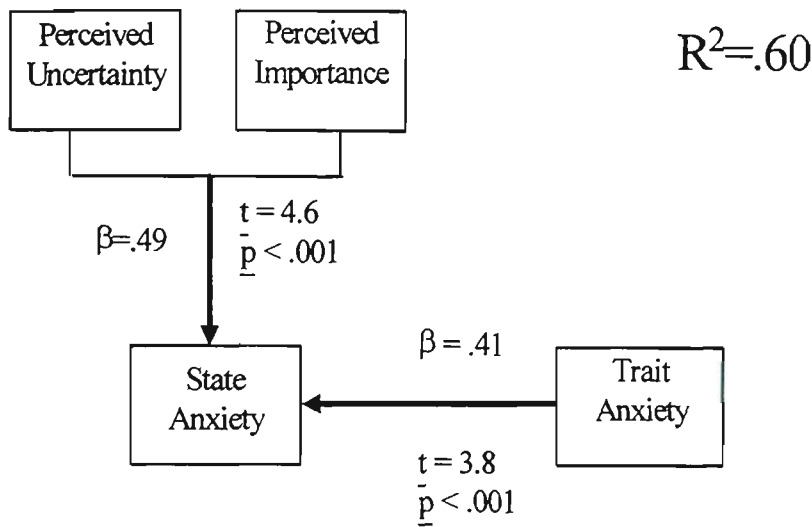 Perceived
Uncertainty
Perceived
Importance
R²=.60
β=.49
t = 4.6
p < .001
β = .41
State
Anxiety
Trait
Anxiety
t = 3.8
p < .001